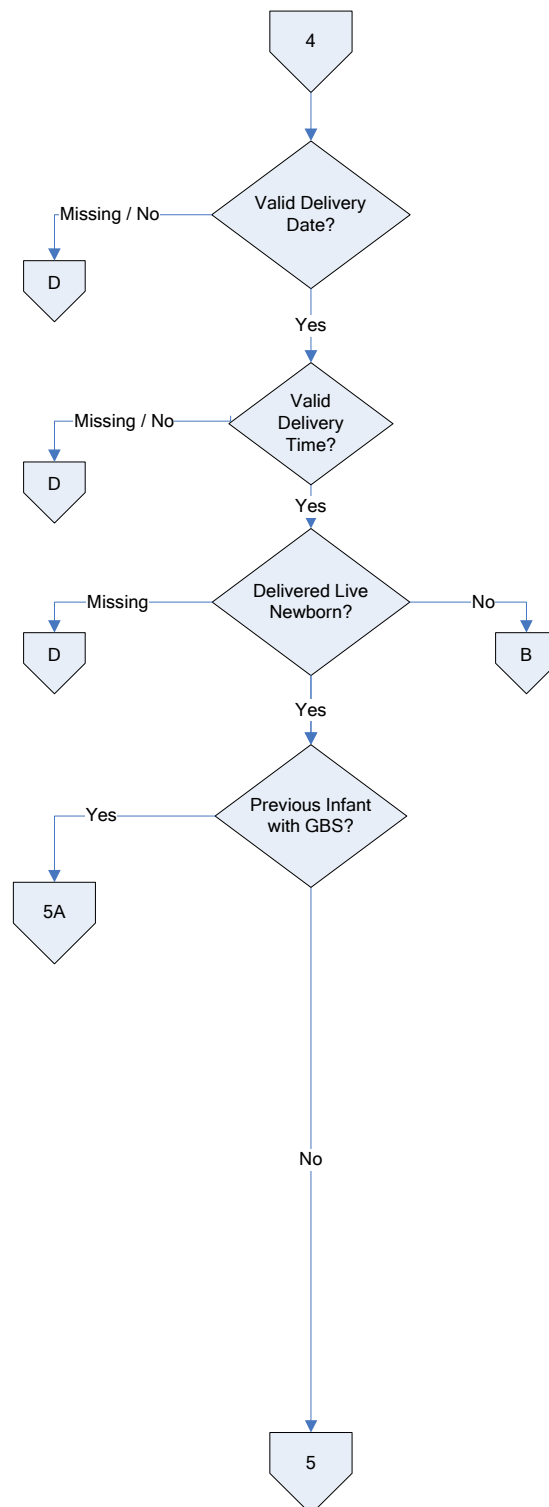 4
Valid Delivery
Date?
Missing / No
D
Yes
Valid
Delivery
Time?
Missing / No
D
Yes
Delivered Live
Newborn?
Missing
No
D
B
Yes
Previous Infant
with GBS?
Yes
5A
No
5